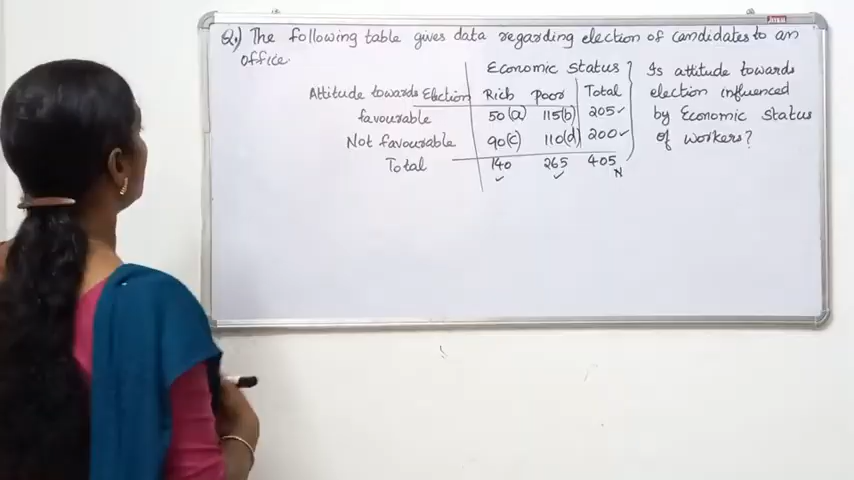 Q.) The following table gives data regarding election of candidates to an
office.
Economic Status
Attitude towards Election Rich Poor Total
favourable 50(a) 115(b) 205
Not favourable 90(c) 110(d) 200
Total 140 265 405
N
Is attitude towards
election influenced
by Economic Status
of workers?